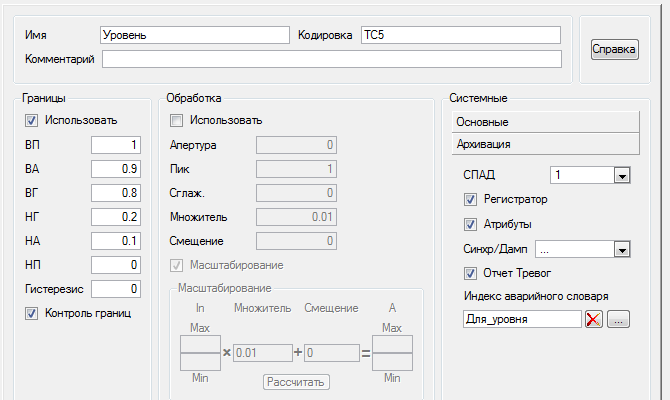 Имя Уровень Кодировка TC5
Комментарий
Справка
Границы
Использовать
ВП 1
ВА 0.9
ВГ 0.8
НГ 0.2
НА 0.1
НП 0
Гистерезис 0
Контроль границ
Обработка
Использовать
Апертура 0
Пик 1
Сглаж. 0
Множитель 0.01
Смещение 0
Масштабирование
Масштабирование
In Множитель Смещение A
Max Max
× 0.01 + 0 =
Min Min
Рассчитать
Системные
Основные
Архивация
СПАД 1
Регистратор
Атрибуты
Синхр/Дамп ...
Отчет Тревог
Индекс аварийного словаря
Для_уровня ...